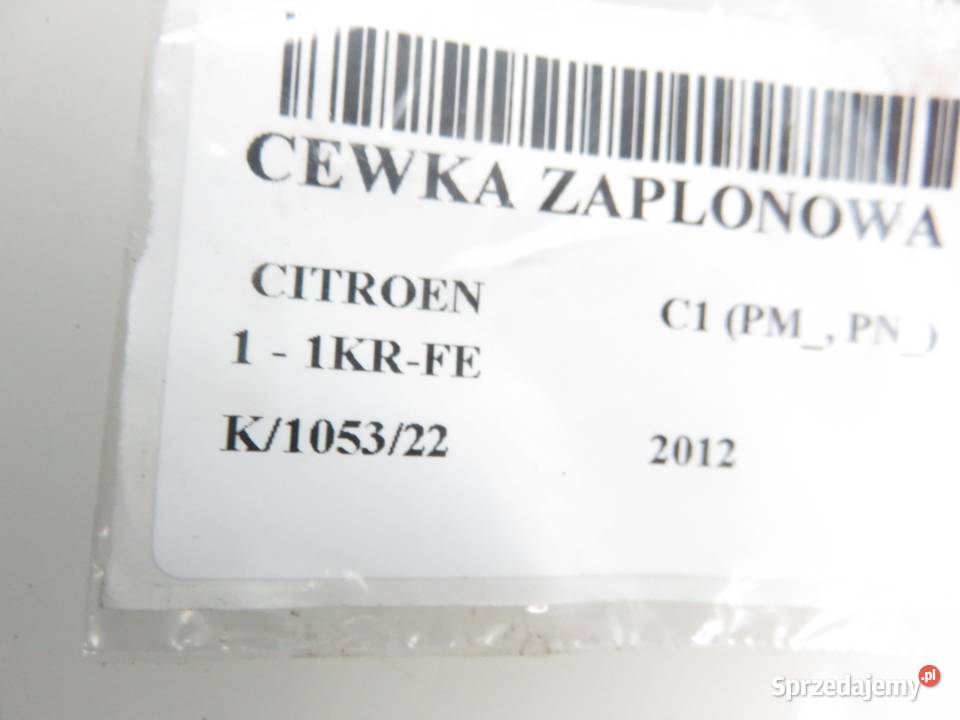 CEWKA ZAPLONOWA
CITROEN C1 (PM_, PN_)
1 - 1KR-FE
K/1053/22 2012
Sprzedajemy.pl